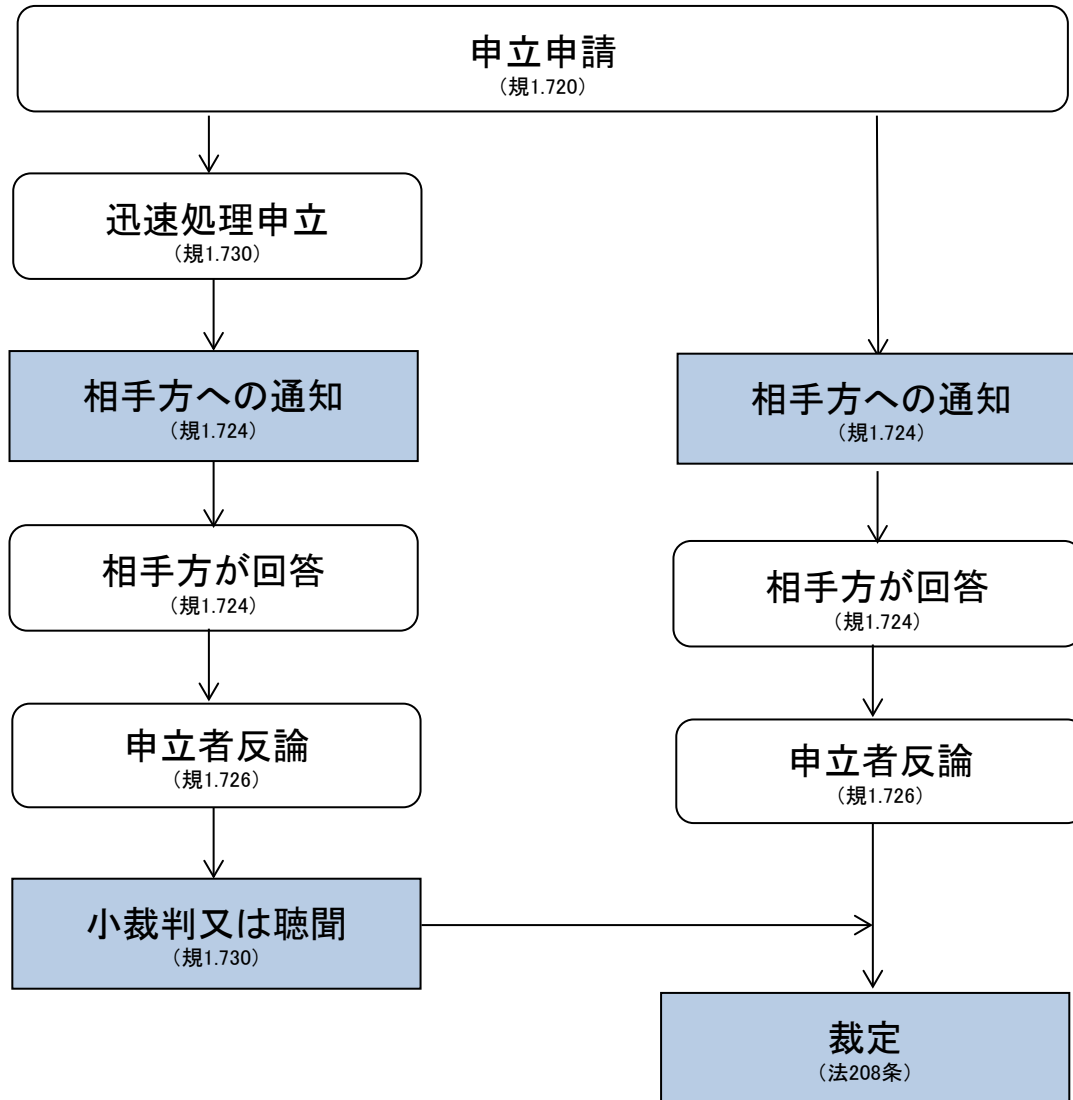 申立申請
（規1.720）
迅速処理申立
（規1.730）
相手方への通知
（規1.724）
相手方が回答
（規1.724）
申立者反論
（規1.726）
小裁判又は聴聞
（規1.730）
相手方への通知
（規1.724）
相手方が回答
（規1.724）
申立者反論
（規1.726）
裁定
（法208条）